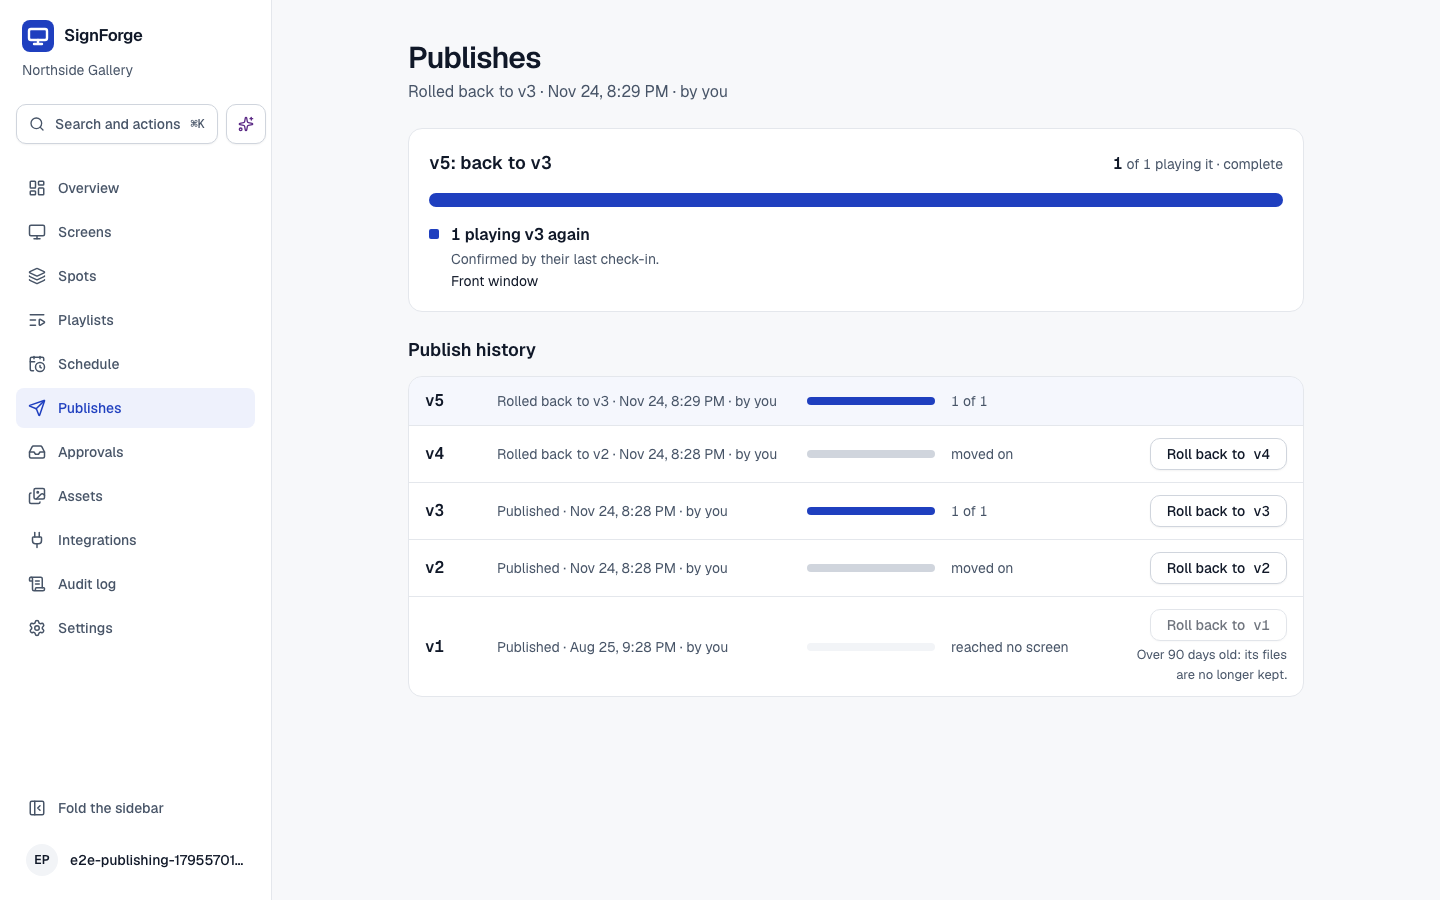 SignForge
Northside Gallery
Search and actions ⌘K
Overview
Screens
Spots
Playlists
Schedule
Publishes
Approvals
Assets
Integrations
Audit log
Settings
Fold the sidebar
EP e2e-publishing-17955701…
Publishes
Rolled back to v3 · Nov 24, 8:29 PM · by you
v5: back to v3
1 of 1 playing it · complete
1 playing v3 again
Confirmed by their last check-in.
Front window
Publish history
v5 Rolled back to v3 · Nov 24, 8:29 PM · by you 1 of 1
v4 Rolled back to v2 · Nov 24, 8:28 PM · by you moved on Roll back to v4
v3 Published · Nov 24, 8:28 PM · by you 1 of 1 Roll back to v3
v2 Published · Nov 24, 8:28 PM · by you moved on Roll back to v2
v1 Published · Aug 25, 9:28 PM · by you reached no screen Roll back to v1
Over 90 days old: its files
are no longer kept.